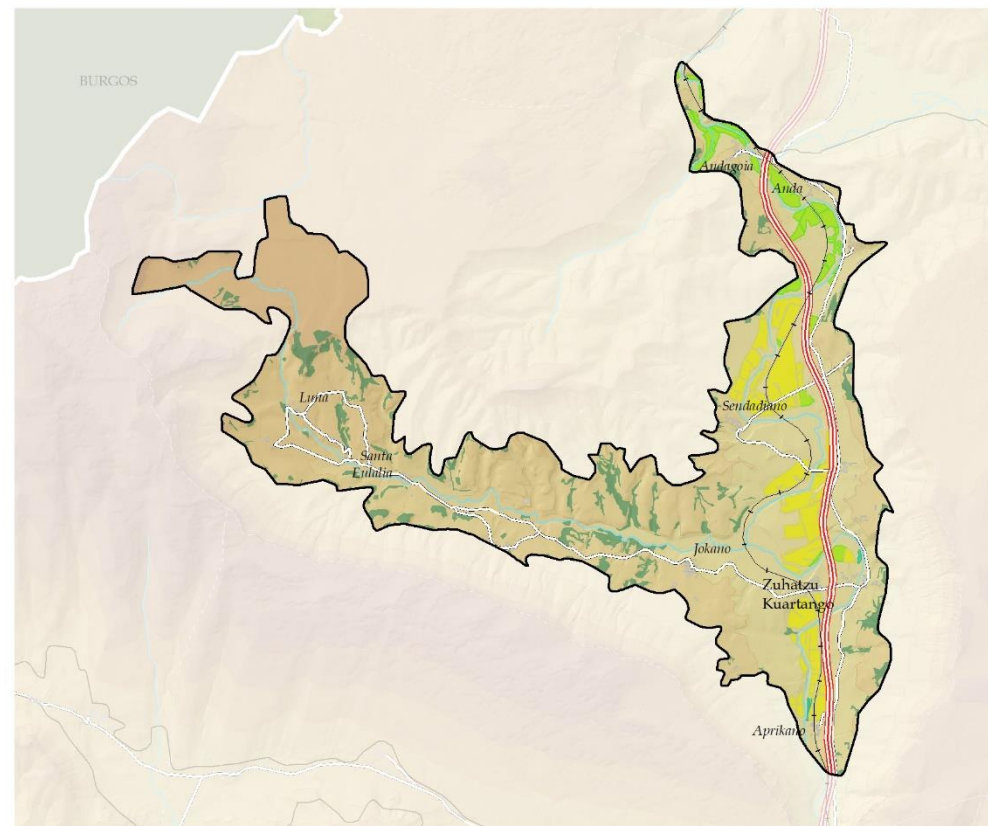 BURGOS
Andagoia
Anda
Luna
Sendadiano
Santa
Eulalia
Jokano
Zuhatzu
Kuartango
Aprikano